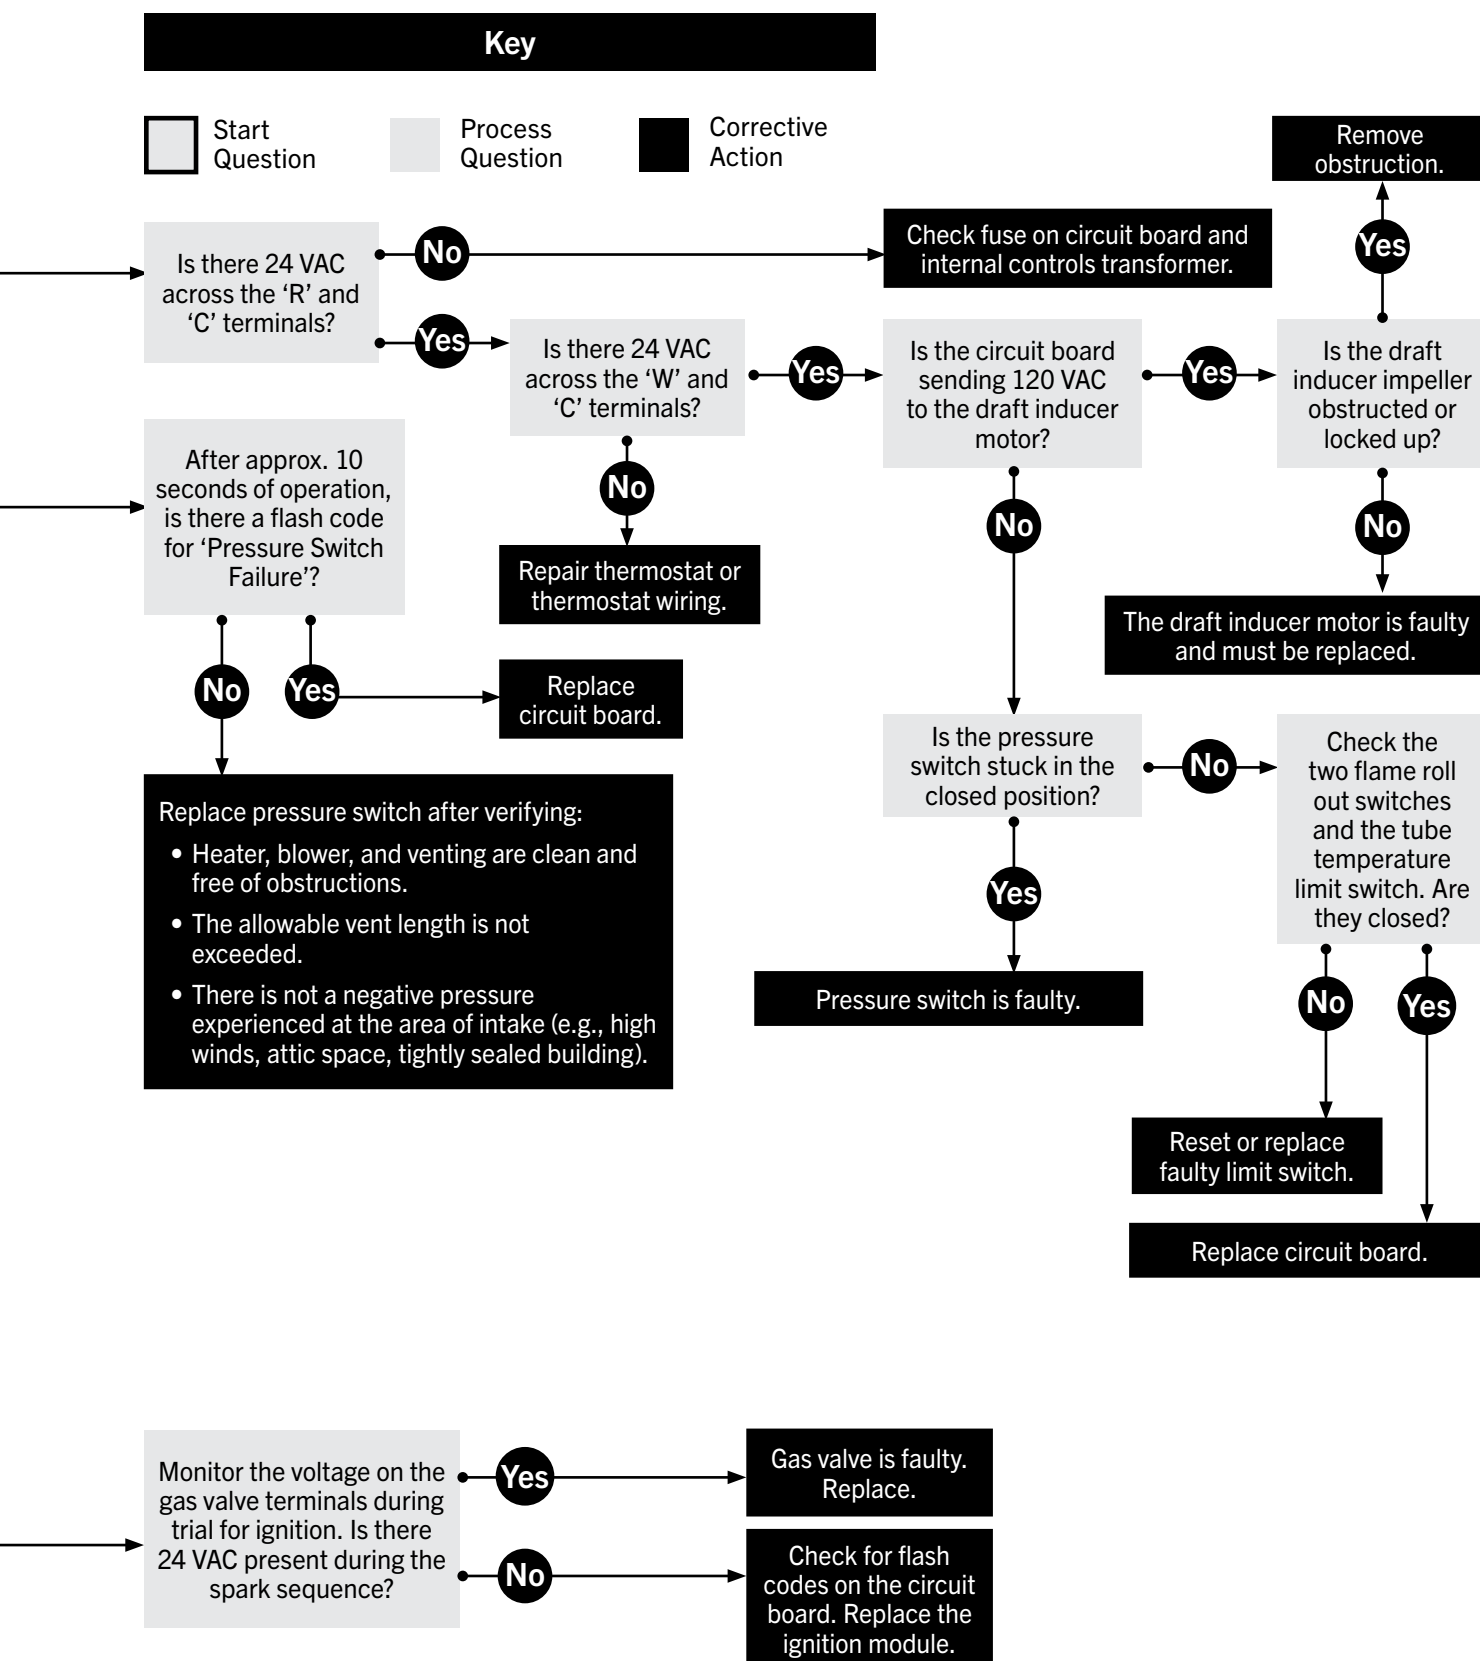 Key
Start
Question
Process
Question
Corrective
Action
Remove
obstruction.
Yes
Is there 24 VAC
across the ‘R’ and
‘C’ terminals?
No
Check fuse on circuit board and
internal controls transformer.
Yes
Is there 24 VAC
across the ‘W’ and
‘C’ terminals?
Yes
Is the circuit board
sending 120 VAC
to the draft inducer
motor?
Yes
Is the draft
inducer impeller
obstructed or
locked up?
No
Repair thermostat or
thermostat wiring.
No
No
The draft inducer motor is faulty
and must be replaced.
After approx. 10
seconds of operation,
is there a flash code
for ‘Pressure Switch
Failure’?
No
Yes
Replace
circuit board.
Replace pressure switch after verifying:
• Heater, blower, and venting are clean and
free of obstructions.
• The allowable vent length is not
exceeded.
• There is not a negative pressure
experienced at the area of intake (e.g., high
winds, attic space, tightly sealed building).
Is the pressure
switch stuck in the
closed position?
No
Check the
two flame roll
out switches
and the tube
temperature
limit switch. Are
they closed?
Yes
Pressure switch is faulty.
No
Yes
Reset or replace
faulty limit switch.
Replace circuit board.
Monitor the voltage on the
gas valve terminals during
trial for ignition. Is there
24 VAC present during the
spark sequence?
Yes
Gas valve is faulty.
Replace.
No
Check for flash
codes on the circuit
board. Replace the
ignition module.